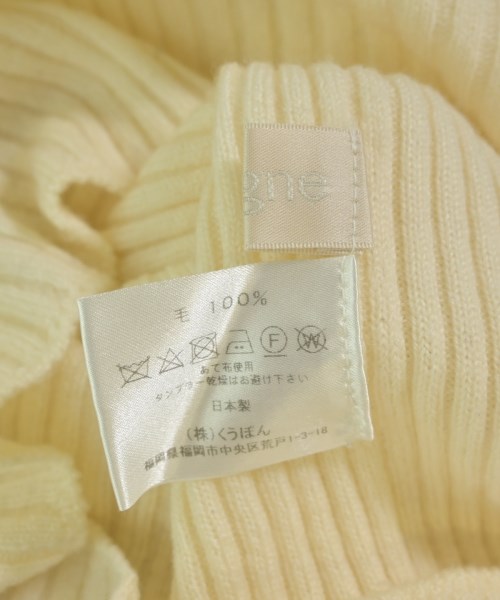 gne
毛 100%
F W
あて布使用
タンブラー乾燥はお避け下さい
日本製
(株)くうぽん
福岡県福岡市中央区荒戸1-3-16